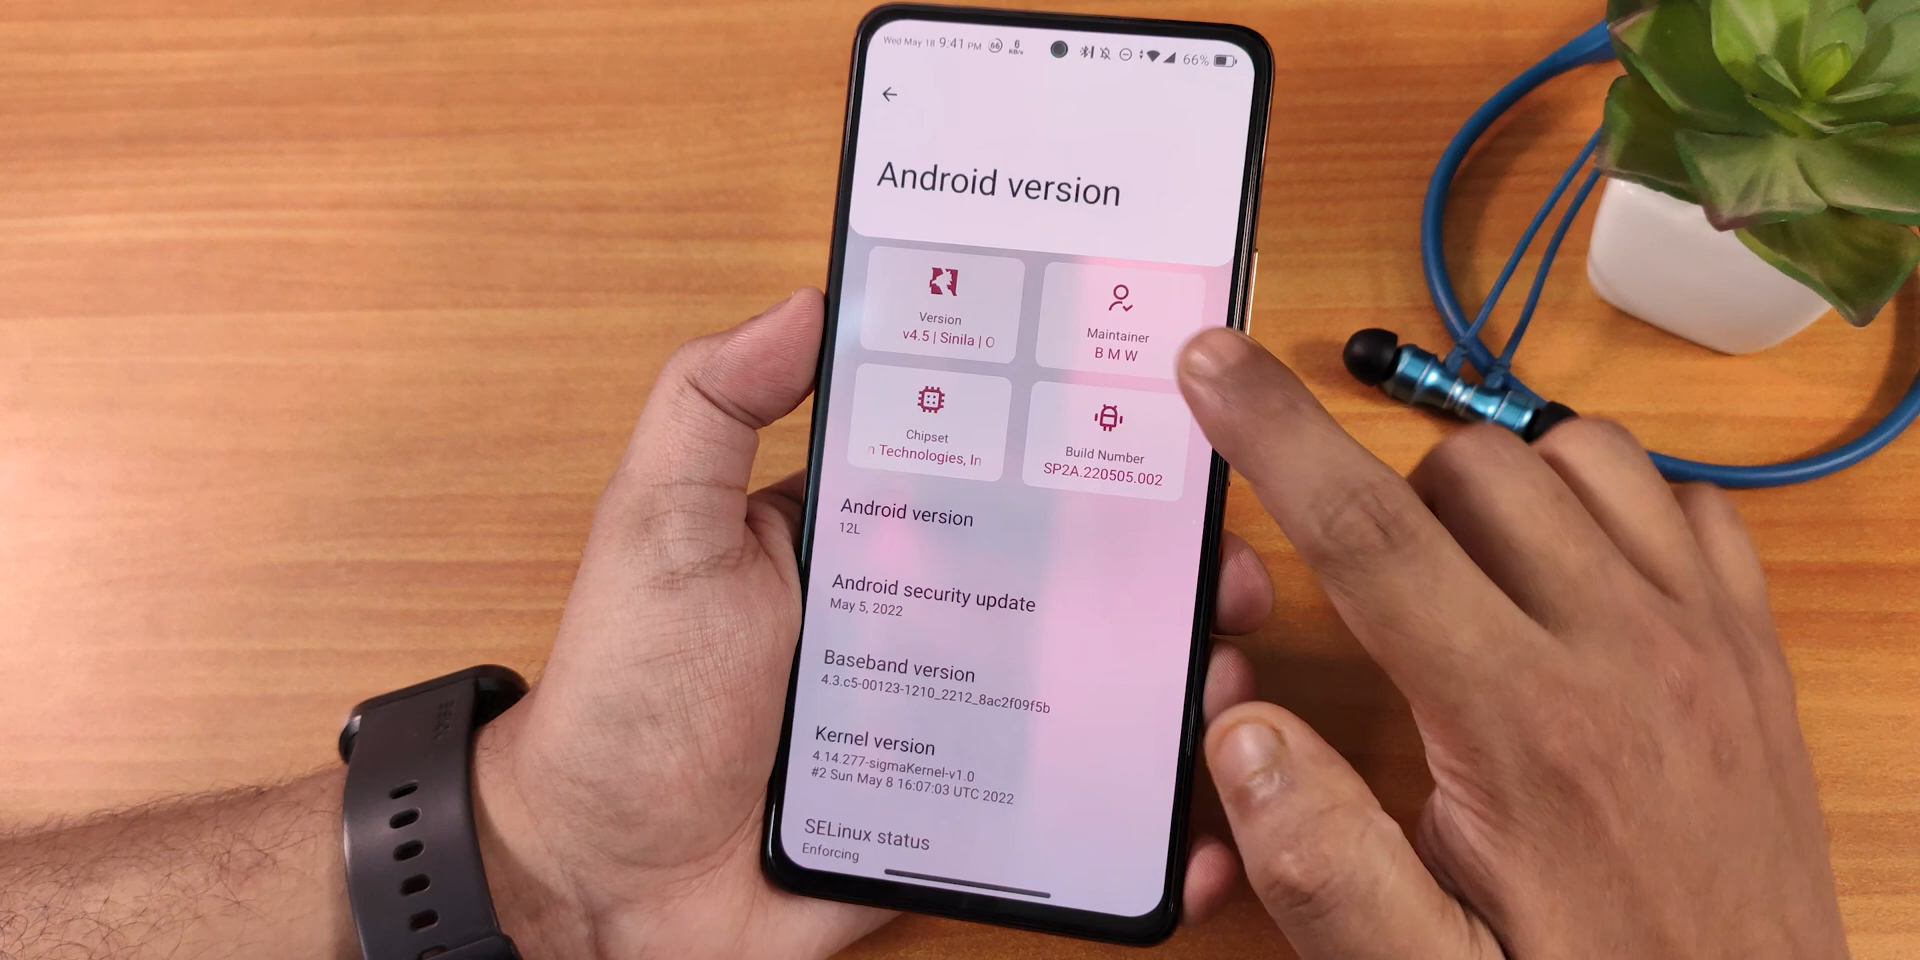 Wed May 18 9:41 PM 66 6 KB/s 66%
Android version
Version
v4.5 | Sinila | O
Maintainer
B M W
Chipset
n Technologies, In
Build Number
SP2A.220505.002
Android version
12L
Android security update
May 5, 2022
Baseband version
4.3.c5-00123-1210_2212_8ac2f09f5b
Kernel version
4.14.277-sigmaKernel-v1.0
#2 Sun May 8 16:07:03 UTC 2022
SELinux status
Enforcing